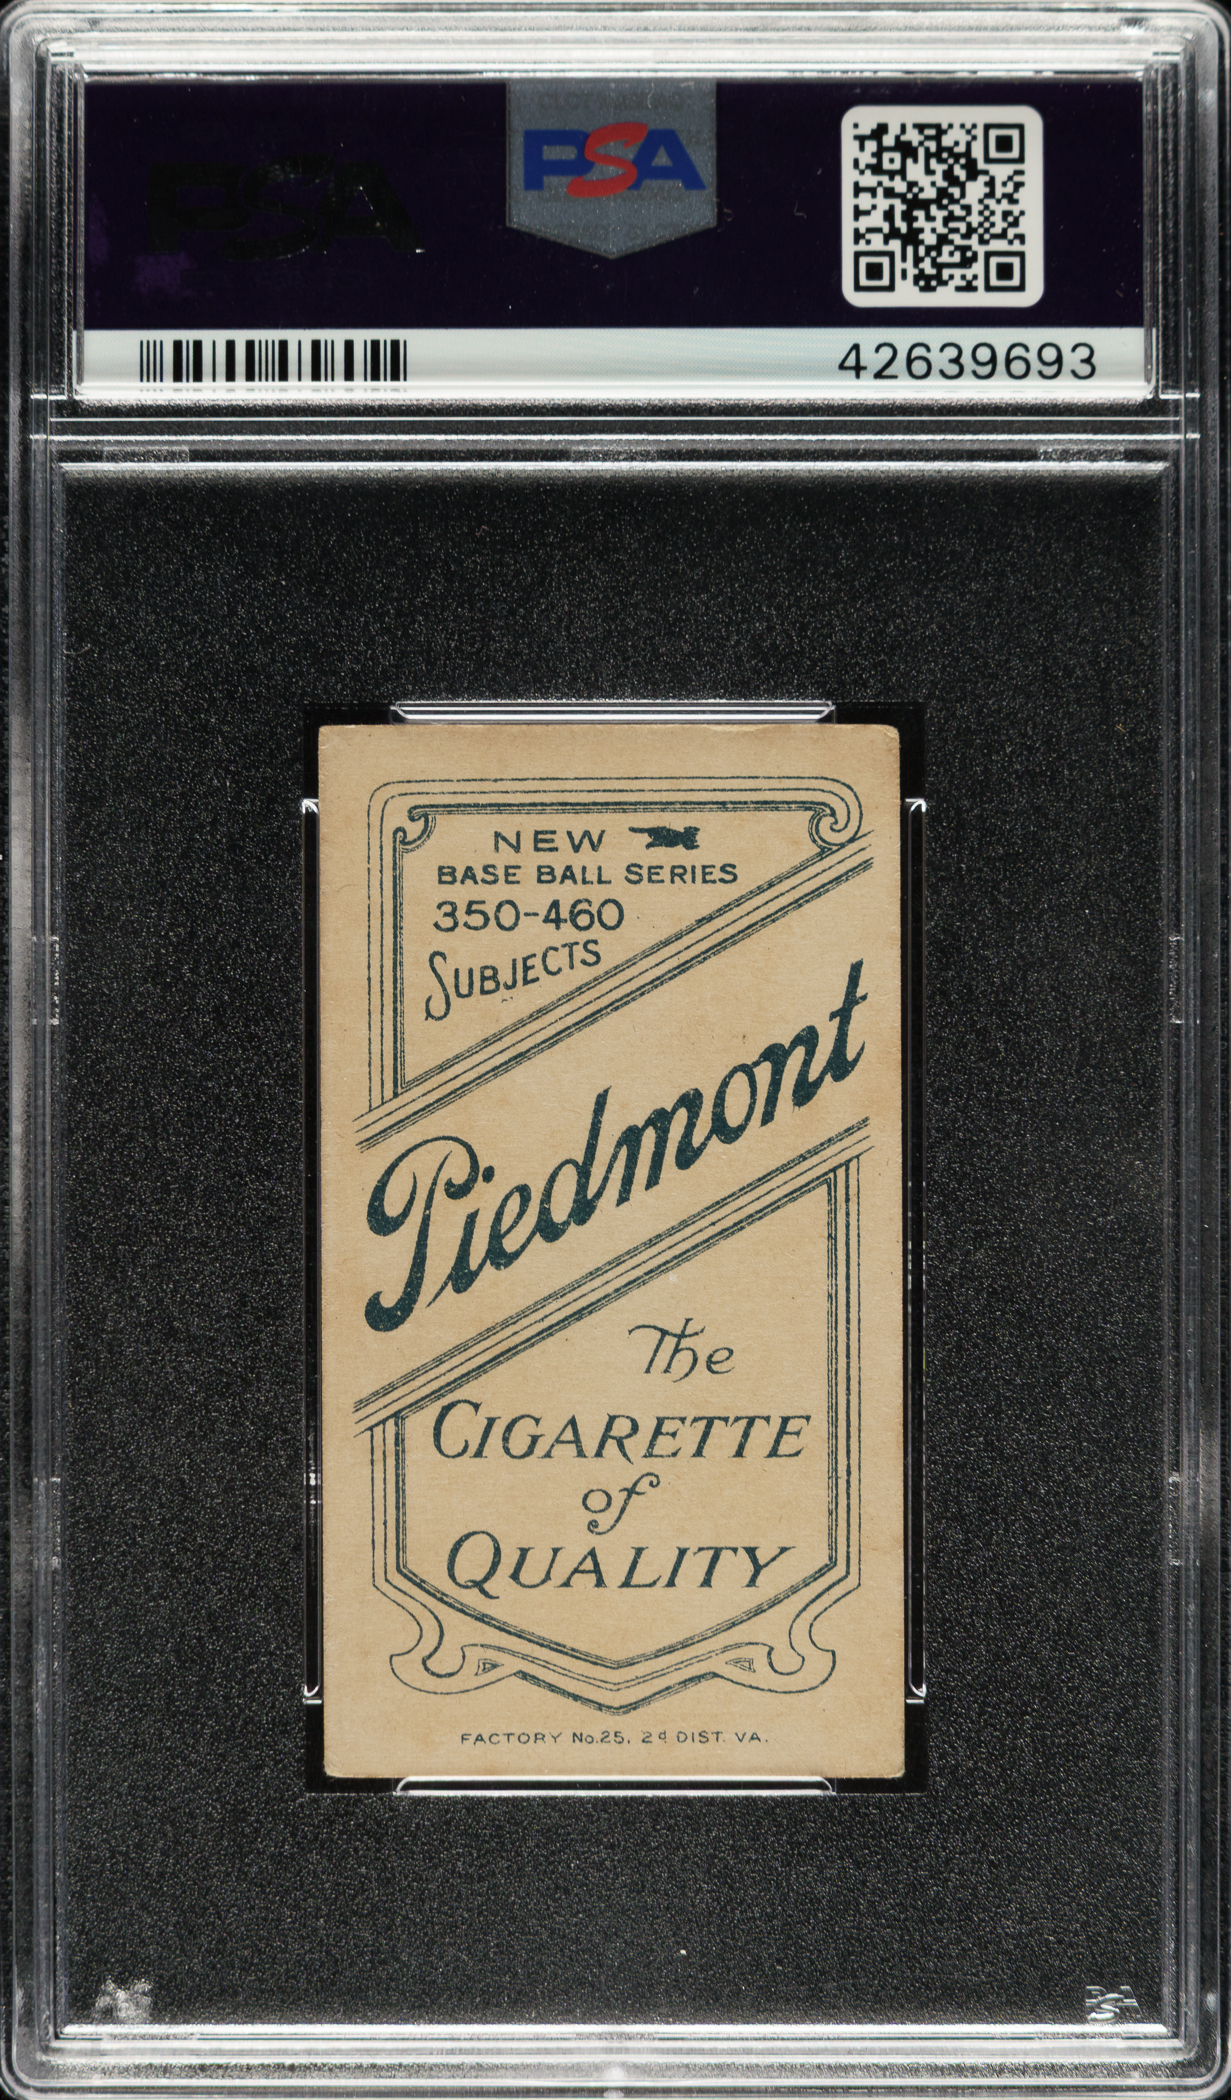 PSA
PSA
42639693
NEW
BASE BALL SERIES
350-460
SUBJECTS
Piedmont
The
CIGARETTE
of
QUALITY
FACTORY No.25, 2d DIST. VA.
PSA